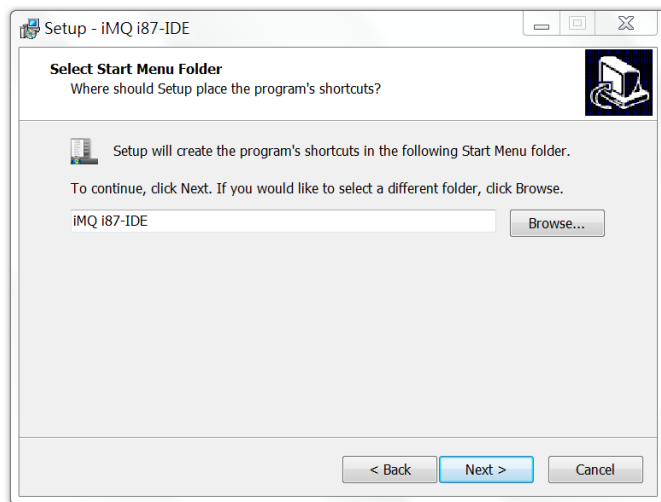 Setup - iMQ i87-IDE
Select Start Menu Folder
Where should Setup place the program's shortcuts?
Setup will create the program's shortcuts in the following Start Menu folder.
To continue, click Next. If you would like to select a different folder, click Browse.
iMQ i87-IDE
Browse...
< Back
Next >
Cancel